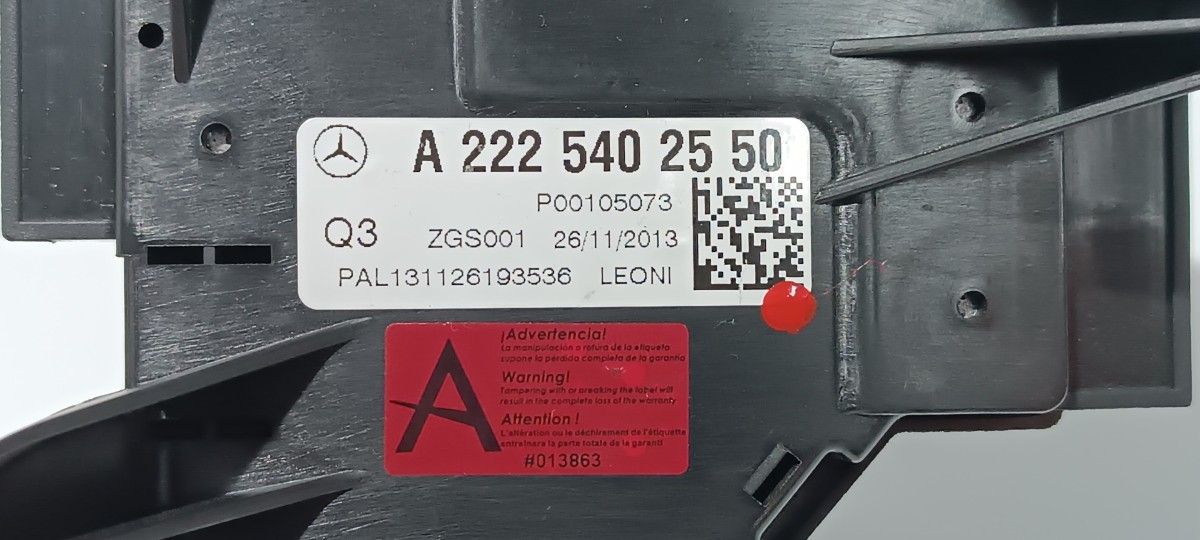 A 222 540 25 50
P00105073
Q3 ZGS001 26/11/2013
PAL131126193536 LEONI
¡Advertencia!
La manipulación o rotura de la etiqueta
supone la pérdida completa de la garantía
Warning!
Tampering with or breaking the label will
result in the complete loss of the warranty
Attention !
L'altération ou le déchirement de l'étiquette
entraînera la perte totale de la garanti
A
#013863